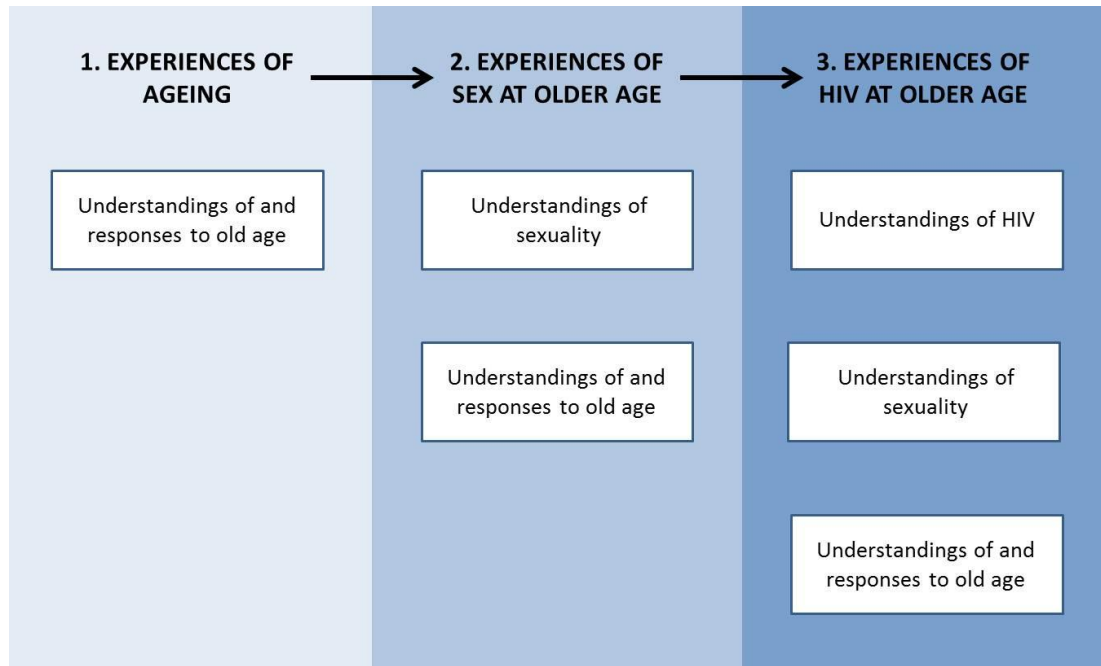 1. EXPERIENCES OF
AGEING
2. EXPERIENCES OF
SEX AT OLDER AGE
3. EXPERIENCES OF
HIV AT OLDER AGE
Understandings of and
responses to old age
Understandings of
sexuality
Understandings of and
responses to old age
Understandings of HIV
Understandings of
sexuality
Understandings of and
responses to old age